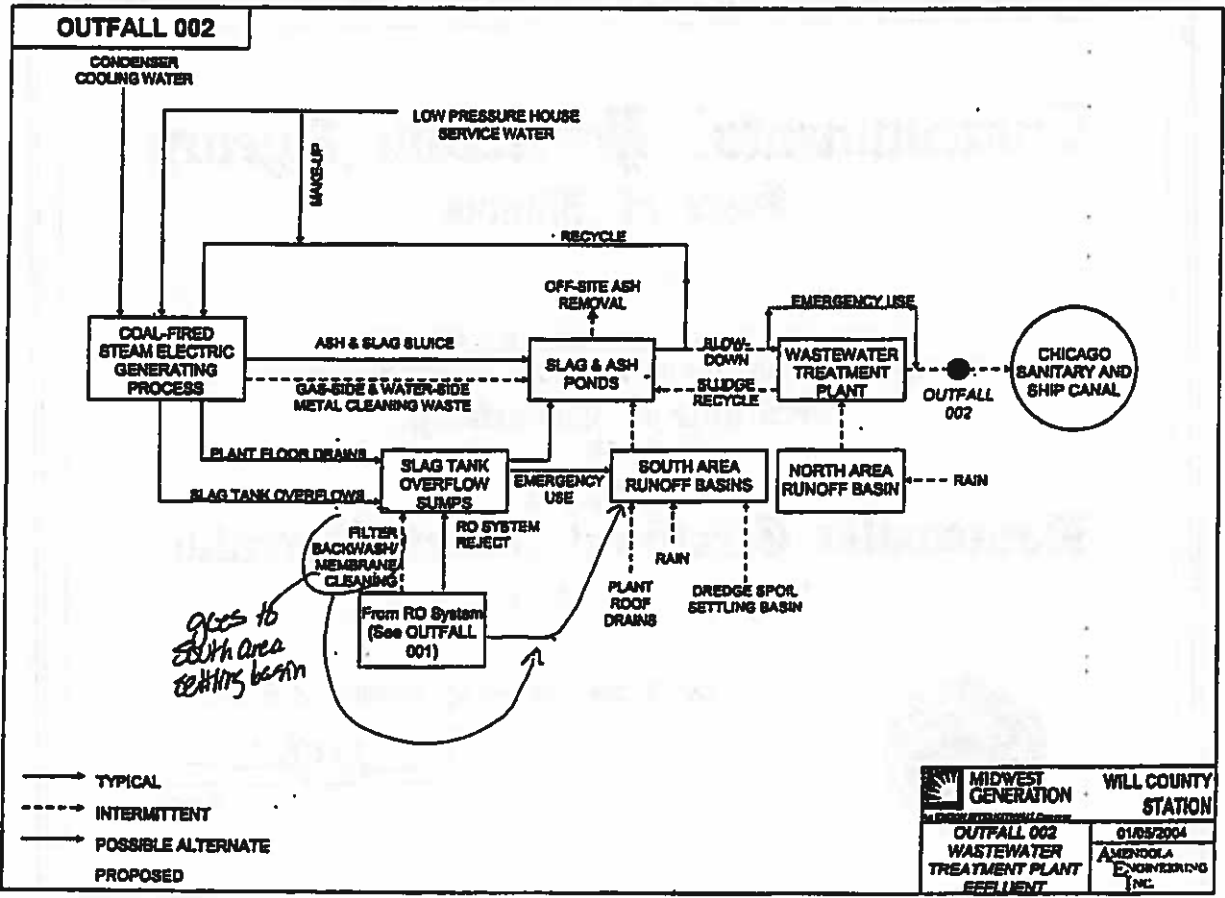 OUTFALL 002
CONDENSER
COOLING WATER
LOW PRESSURE HOUSE
SERVICE WATER
MAKE-UP
RECYCLE
OFF-SITE ASH
REMOVAL
EMERGENCY USE
COAL-FIRED
STEAM ELECTRIC
GENERATING
PROCESS
ASH & SLAG SLUICE
GAS-SIDE & WATER-SIDE
METAL CLEANING WASTE
SLAG & ASH
PONDS
BLOW-
DOWN
SLUDGE
RECYCLE
WASTEWATER
TREATMENT
PLANT
OUTFALL
002
CHICAGO
SANITARY AND
SHIP CANAL
PLANT FLOOR DRAINS
SLAG TANK OVERFLOWS
SLAG TANK
OVERFLOW
SUMPS
EMERGENCY
USE
SOUTH AREA
RUNOFF BASINS
NORTH AREA
RUNOFF BASIN
RAIN
FILTER
BACKWASH/
MEMBRANE
CLEANING
RO SYSTEM
REJECT
RAIN
PLANT
ROOF
DRAINS
DREDGE SPOIL
SETTLING BASIN
From RO System
(See OUTFALL
001)
goes to
south area
settling basin
TYPICAL
INTERMITTENT
POSSIBLE ALTERNATE
PROPOSED
MIDWEST
GENERATION
WILL COUNTY
STATION
OUTFALL 002
WASTEWATER
TREATMENT PLANT
EFFLUENT
01/05/2004
AMENDOLA
ENGINEERING
INC.